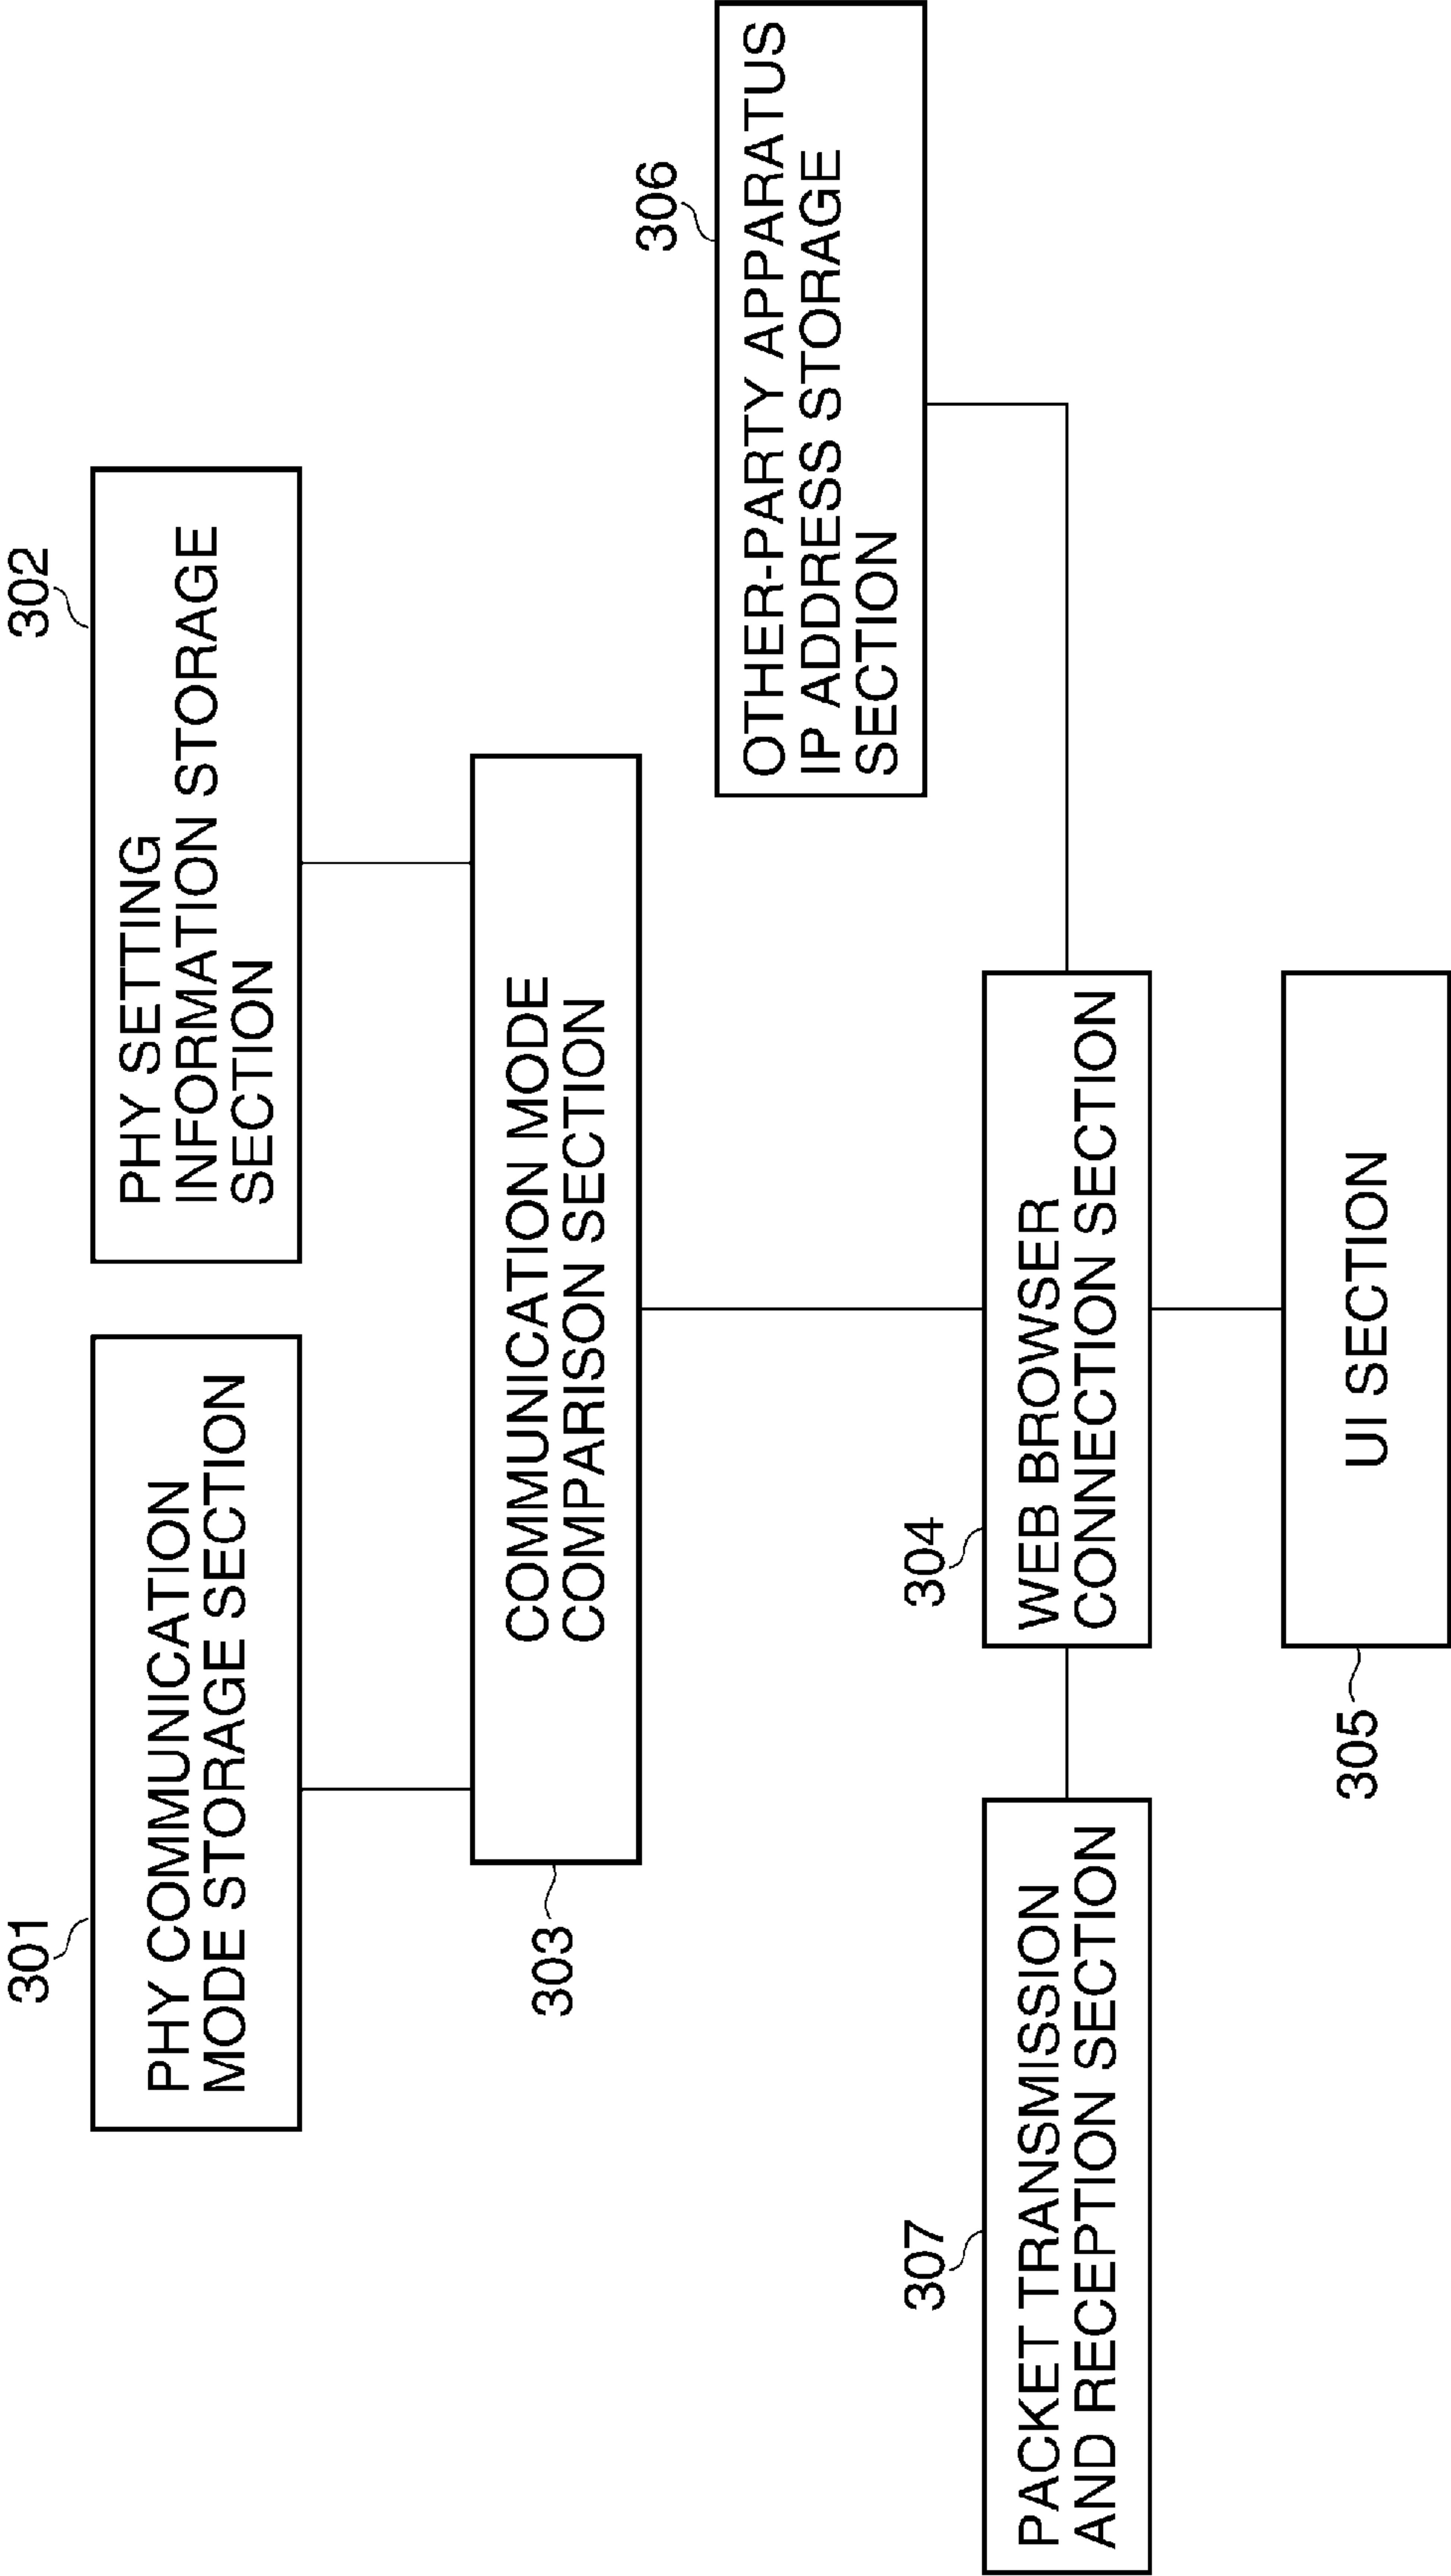 301
PHY COMMUNICATION
MODE STORAGE SECTION
302
PHY SETTING
INFORMATION STORAGE
SECTION
303
COMMUNICATION MODE
COMPARISON SECTION
306
OTHER-PARTY APPARATUS
IP ADDRESS STORAGE
SECTION
307
PACKET TRANSMISSION
AND RECEPTION SECTION
304
WEB BROWSER
CONNECTION SECTION
305
UI SECTION